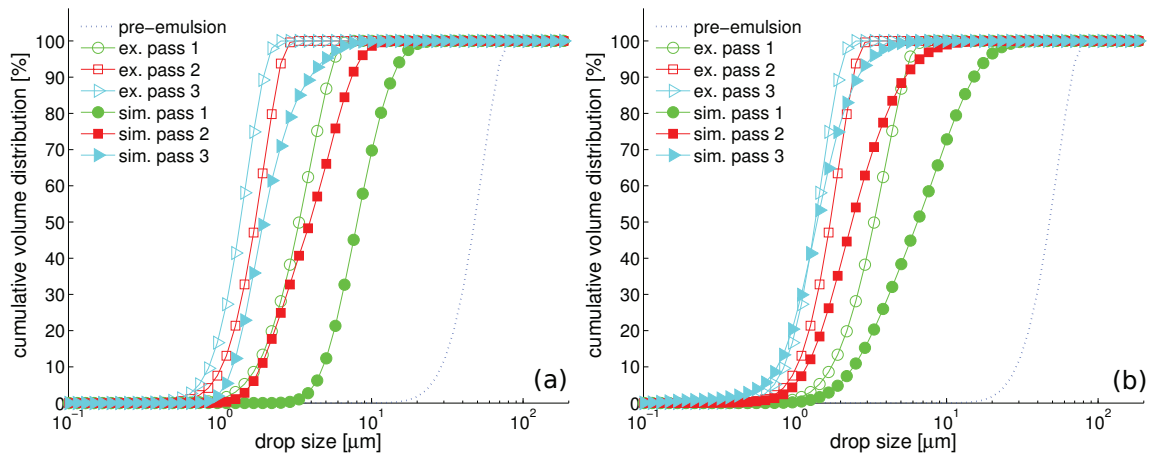 pre-emulsion
ex. pass 1
ex. pass 2
ex. pass 3
sim. pass 1
sim. pass 2
sim. pass 3
cumulative volume distribution [%]
100
90
80
70
60
50
40
30
20
10
0
10⁻¹ 10⁰ 10¹ 10²
drop size [µm]
(a)
pre-emulsion
ex. pass 1
ex. pass 2
ex. pass 3
sim. pass 1
sim. pass 2
sim. pass 3
cumulative volume distribution [%]
100
90
80
70
60
50
40
30
20
10
0
10⁻¹ 10⁰ 10¹ 10²
drop size [µm]
(b)